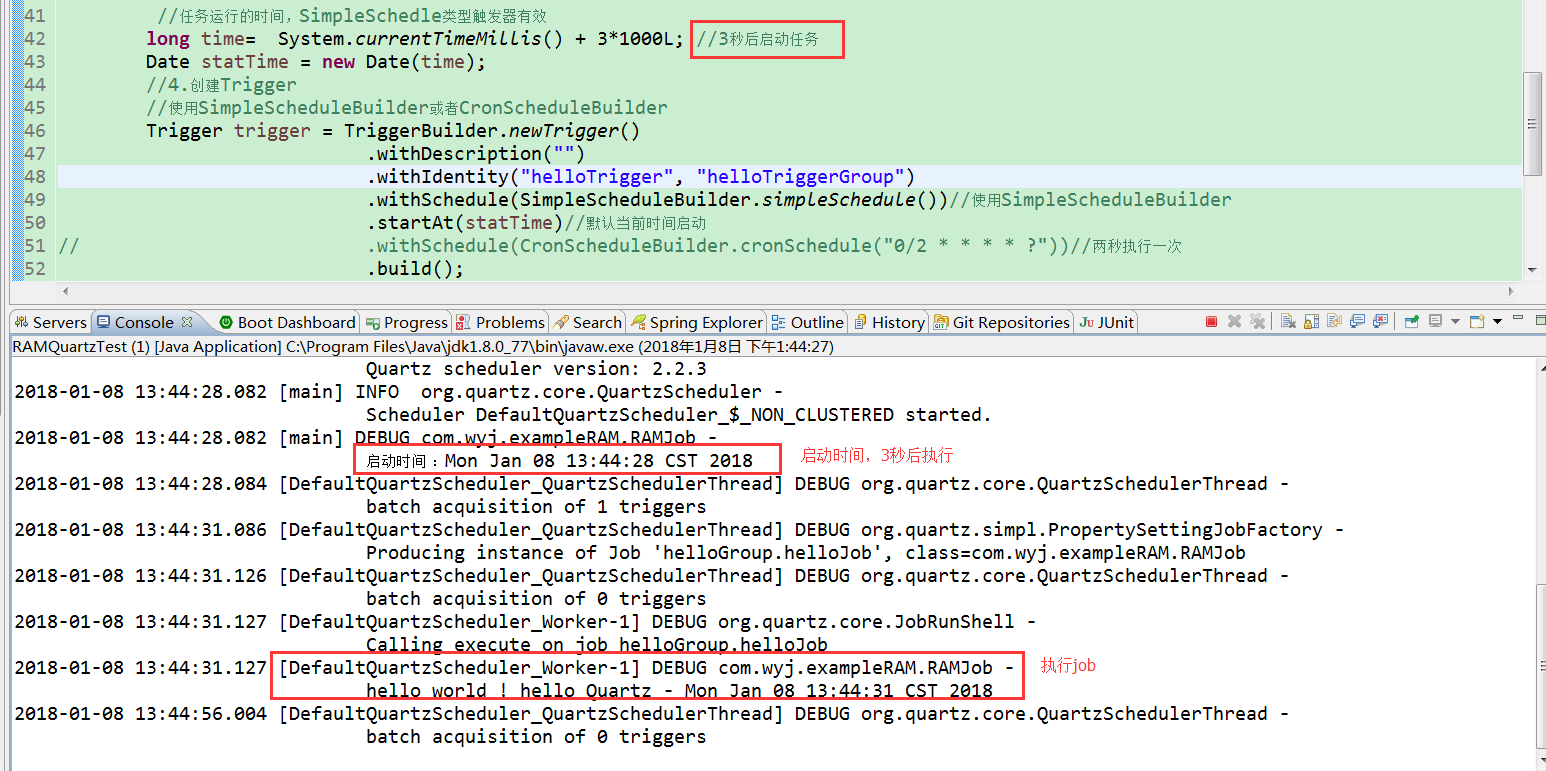 41 //任务运行的时间，SimpleSchedle类型触发器有效
42 long time=  System.currentTimeMillis() + 3*1000L; //3秒后启动任务
43 Date statTime = new Date(time);
44 //4.创建Trigger
45 //使用SimpleScheduleBuilder或者CronScheduleBuilder
46 Trigger trigger = TriggerBuilder.newTrigger()
47 .withDescription("")
48 .withIdentity("helloTrigger", "helloTriggerGroup")
49 .withSchedule(SimpleScheduleBuilder.simpleSchedule())//使用SimpleScheduleBuilder
50 .startAt(statTime)//默认当前时间启动
51 // .withSchedule(CronScheduleBuilder.cronSchedule("0/2 * * * * ?"))//两秒执行一次
52 .build();
Servers Console Boot Dashboard Progress Problems Search Spring Explorer Outline History Git Repositories JUnit
RAMQuartzTest (1) [Java Application] C:\Program Files\Java\jdk1.8.0_77\bin\javaw.exe (2018年1月8日 下午1:44:27)
Quartz scheduler version: 2.2.3
2018-01-08 13:44:28.082 [main] INFO  org.quartz.core.QuartzScheduler -
Scheduler DefaultQuartzScheduler_$_NON_CLUSTERED started.
2018-01-08 13:44:28.082 [main] DEBUG com.wyj.exampleRAM.RAMJob -
启动时间：Mon Jan 08 13:44:28 CST 2018 启动时间，3秒后执行
2018-01-08 13:44:28.084 [DefaultQuartzScheduler_QuartzSchedulerThread] DEBUG org.quartz.core.QuartzSchedulerThread -
batch acquisition of 1 triggers
2018-01-08 13:44:31.086 [DefaultQuartzScheduler_QuartzSchedulerThread] DEBUG org.quartz.simpl.PropertySettingJobFactory -
Producing instance of Job 'helloGroup.helloJob', class=com.wyj.exampleRAM.RAMJob
2018-01-08 13:44:31.126 [DefaultQuartzScheduler_QuartzSchedulerThread] DEBUG org.quartz.core.QuartzSchedulerThread -
batch acquisition of 0 triggers
2018-01-08 13:44:31.127 [DefaultQuartzScheduler_Worker-1] DEBUG org.quartz.core.JobRunShell -
Calling execute on job helloGroup.helloJob
2018-01-08 13:44:31.127 [DefaultQuartzScheduler_Worker-1] DEBUG com.wyj.exampleRAM.RAMJob - 执行job
hello world ! hello Quartz - Mon Jan 08 13:44:31 CST 2018
2018-01-08 13:44:56.004 [DefaultQuartzScheduler_QuartzSchedulerThread] DEBUG org.quartz.core.QuartzSchedulerThread -
batch acquisition of 0 triggers